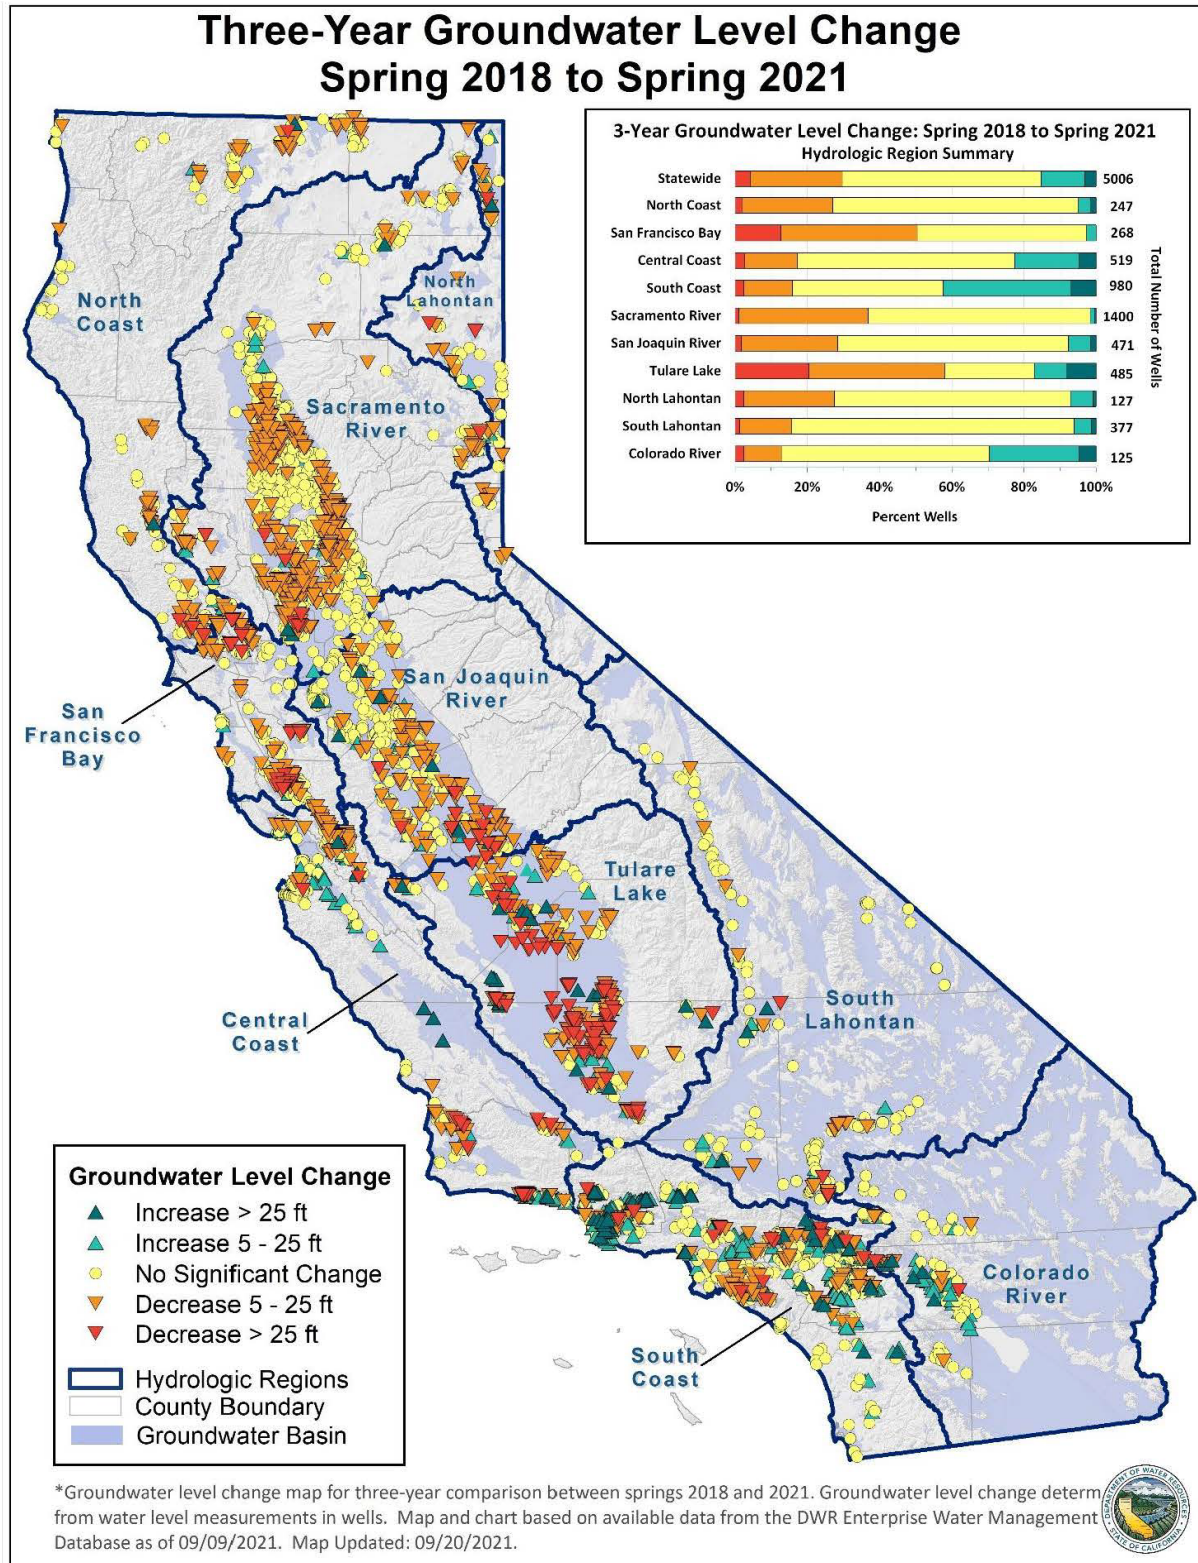 Three-Year Groundwater Level Change
Spring 2018 to Spring 2021
3-Year Groundwater Level Change: Spring 2018 to Spring 2021
Hydrologic Region Summary
Statewide 5006
North Coast 247
San Francisco Bay 268
Central Coast 519
South Coast 980
Sacramento River 1400
San Joaquin River 471
Tulare Lake 485
North Lahontan 127
South Lahontan 377
Colorado River 125
Total Number of Wells
0% 20% 40% 60% 80% 100%
Percent Wells
North
Coast
North
Lahontan
Sacramento
River
San Joaquin
River
San
Francisco
Bay
Tulare
Lake
Central
Coast
South
Lahontan
Colorado
River
South
Coast
Groundwater Level Change
Increase > 25 ft
Increase 5 - 25 ft
No Significant Change
Decrease 5 - 25 ft
Decrease > 25 ft
Hydrologic Regions
County Boundary
Groundwater Basin
*Groundwater level change map for three-year comparison between springs 2018 and 2021. Groundwater level change determ
from water level measurements in wells. Map and chart based on available data from the DWR Enterprise Water Management
Database as of 09/09/2021. Map Updated: 09/20/2021.
DEPARTMENT OF WATER RESOURCES
STATE OF CALIFORNIA